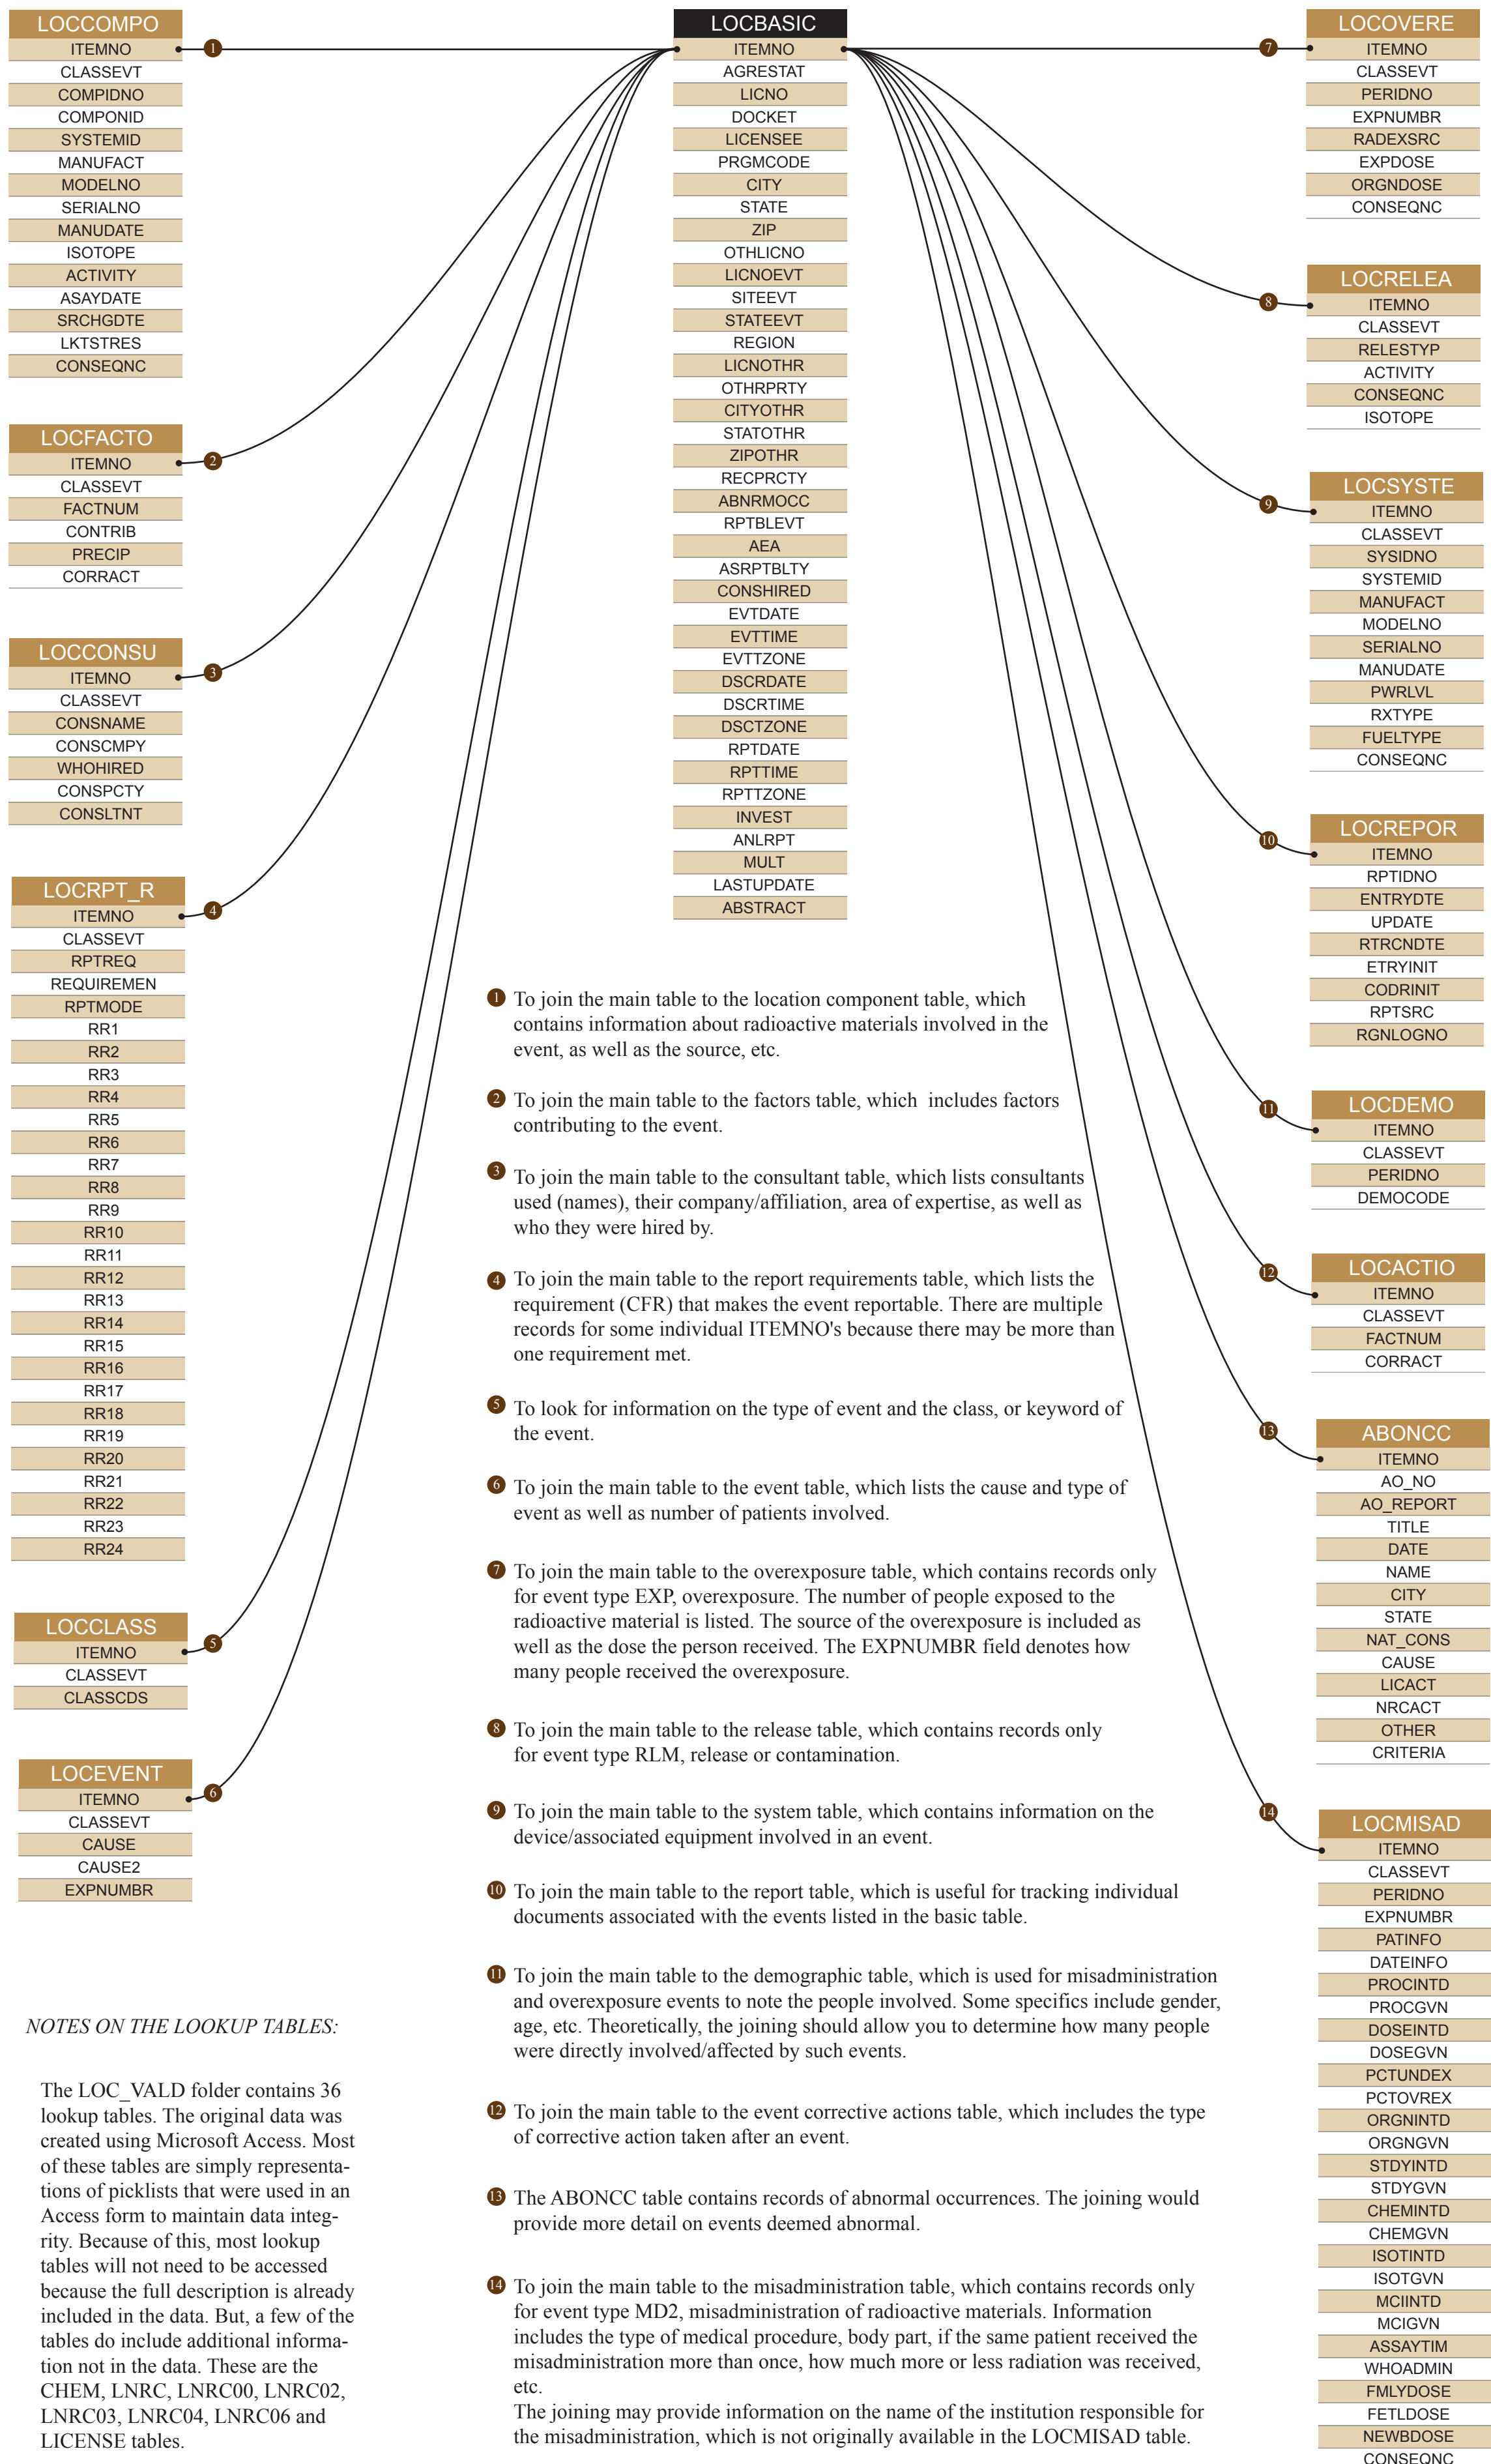 LOCCOMPO
ITEMNO
CLASSEVT
COMPIDNO
COMPONID
SYSTEMID
MANUFACT
MODELNO
SERIALNO
MANUDATE
ISOTOPE
ACTIVITY
ASAYDATE
SRCHGDTE
LKTSTRES
CONSEQNC
1
LOCFACTO
ITEMNO
CLASSEVT
FACTNUM
CONTRIB
PRECIP
CORRACT
2
LOCCONSU
ITEMNO
CLASSEVT
CONSNAME
CONSCMPY
WHOHIRED
CONSPCTY
CONSLTNT
3
LOCRPT_R
ITEMNO
CLASSEVT
RPTREQ
REQUIREMEN
RPTMODE
RR1
RR2
RR3
RR4
RR5
RR6
RR7
RR8
RR9
RR10
RR11
RR12
RR13
RR14
RR15
RR16
RR17
RR18
RR19
RR20
RR21
RR22
RR23
RR24
4
LOCCLASS
ITEMNO
CLASSEVT
CLASSCDS
5
LOCEVENT
ITEMNO
CLASSEVT
CAUSE
CAUSE2
EXPNUMBR
6
NOTES ON THE LOOKUP TABLES:
The LOC_VALD folder contains 36
lookup tables. The original data was
created using Microsoft Access. Most
of these tables are simply representa-
tions of picklists that were used in an
Access form to maintain data integ-
rity. Because of this, most lookup
tables will not need to be accessed
because the full description is already
included in the data. But, a few of the
tables do include additional informa-
tion not in the data. These are the
CHEM, LNRC, LNRC00, LNRC02,
LNRC03, LNRC04, LNRC06 and
LICENSE tables.
LOCBASIC
ITEMNO
AGRESTAT
LICNO
DOCKET
LICENSEE
PRGMCODE
CITY
STATE
ZIP
OTHLICNO
LICNOEVT
SITEEVT
STATEEVT
REGION
LICNOTHR
OTHRPRTY
CITYOTHR
STATOTHR
ZIPOTHR
RECPRCTY
ABNRMOCC
RPTBLEVT
AEA
ASRPTBLTY
CONSHIRED
EVTDATE
EVTTIME
EVTTZONE
DSCRDATE
DSCRTIME
DSCTZONE
RPTDATE
RPTTIME
RPTTZONE
INVEST
ANLRPT
MULT
LASTUPDATE
ABSTRACT
1 To join the main table to the location component table, which
contains information about radioactive materials involved in the
event, as well as the source, etc.
2 To join the main table to the factors table, which includes factors
contributing to the event.
3 To join the main table to the consultant table, which lists consultants
used (names), their company/affiliation, area of expertise, as well as
who they were hired by.
4 To join the main table to the report requirements table, which lists the
requirement (CFR) that makes the event reportable. There are multiple
records for some individual ITEMNO's because there may be more than
one requirement met.
5 To look for information on the type of event and the class, or keyword of
the event.
6 To join the main table to the event table, which lists the cause and type of
event as well as number of patients involved.
7 To join the main table to the overexposure table, which contains records only
for event type EXP, overexposure. The number of people exposed to the
radioactive material is listed. The source of the overexposure is included as
well as the dose the person received. The EXPNUMBR field denotes how
many people received the overexposure.
8 To join the main table to the release table, which contains records only
for event type RLM, release or contamination.
9 To join the main table to the system table, which contains information on the
device/associated equipment involved in an event.
10 To join the main table to the report table, which is useful for tracking individual
documents associated with the events listed in the basic table.
11 To join the main table to the demographic table, which is used for misadministration
and overexposure events to note the people involved. Some specifics include gender,
age, etc. Theoretically, the joining should allow you to determine how many people
were directly involved/affected by such events.
12 To join the main table to the event corrective actions table, which includes the type
of corrective action taken after an event.
13 The ABONCC table contains records of abnormal occurrences. The joining would
provide more detail on events deemed abnormal.
14 To join the main table to the misadministration table, which contains records only
for event type MD2, misadministration of radioactive materials. Information
includes the type of medical procedure, body part, if the same patient received the
misadministration more than once, how much more or less radiation was received,
etc.
The joining may provide information on the name of the institution responsible for
the misadministration, which is not originally available in the LOCMISAD table.
7
LOCOVERE
ITEMNO
CLASSEVT
PERIDNO
EXPNUMBR
RADEXSRC
EXPDOSE
ORGNDOSE
CONSEQNC
8
LOCRELEA
ITEMNO
CLASSEVT
RELESTYP
ACTIVITY
CONSEQNC
ISOTOPE
9
LOCSYSTE
ITEMNO
CLASSEVT
SYSIDNO
SYSTEMID
MANUFACT
MODELNO
SERIALNO
MANUDATE
PWRLVL
RXTYPE
FUELTYPE
CONSEQNC
10
LOCREPOR
ITEMNO
RPTIDNO
ENTRYDTE
UPDATE
RTRCNDTE
ETRYINIT
CODRINIT
RPTSRC
RGNLOGNO
11
LOCDEMO
ITEMNO
CLASSEVT
PERIDNO
DEMOCODE
12
LOCACTIO
ITEMNO
CLASSEVT
FACTNUM
CORRACT
13
ABONCC
ITEMNO
AO_NO
AO_REPORT
TITLE
DATE
NAME
CITY
STATE
NAT_CONS
CAUSE
LICACT
NRCACT
OTHER
CRITERIA
14
LOCMISAD
ITEMNO
CLASSEVT
PERIDNO
EXPNUMBR
PATINFO
DATEINFO
PROCINTD
PROCGVN
DOSEINTD
DOSEGVN
PCTUNDEX
PCTOVREX
ORGNINTD
ORGNGVN
STDYINTD
STDYGVN
CHEMINTD
CHEMGVN
ISOTINTD
ISOTGVN
MCIINTD
MCIGVN
ASSAYTIM
WHOADMIN
FMLYDOSE
FETLDOSE
NEWBDOSE
CONSEQNC